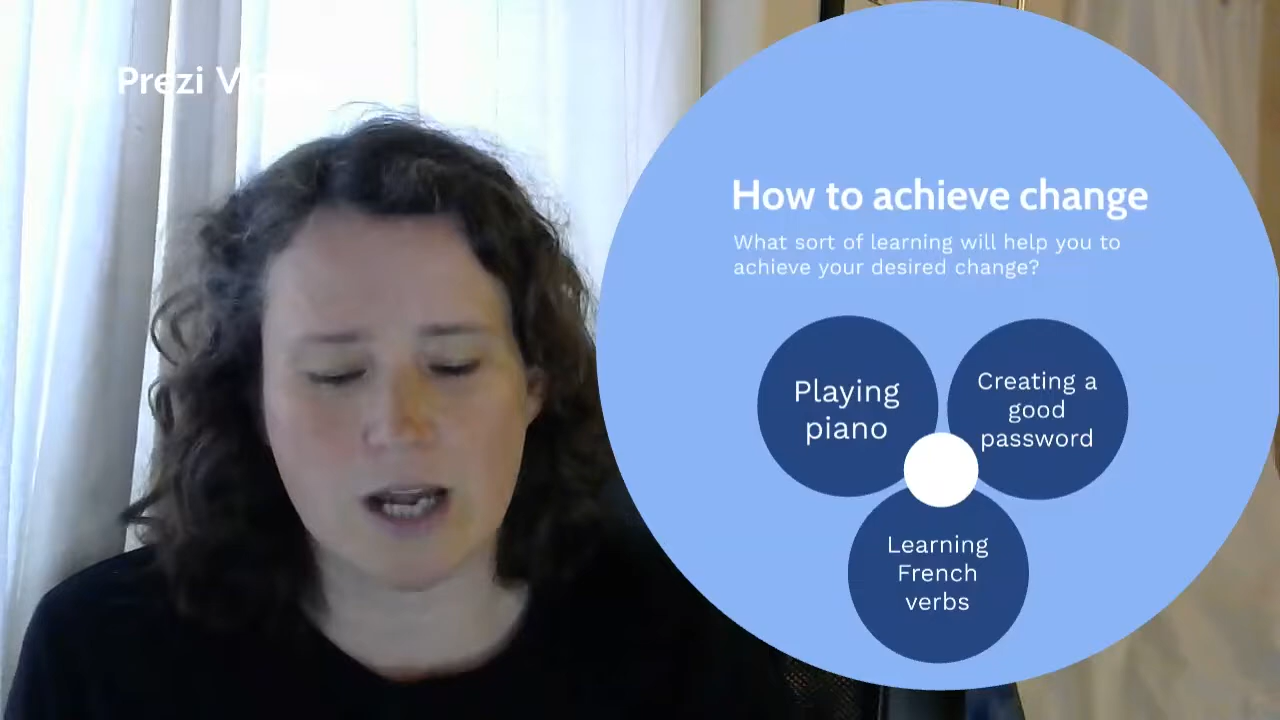 Prezi
How to achieve change
What sort of learning will help you to
achieve your desired change?
Playing
piano
Creating a
good
password
Learning
French
verbs